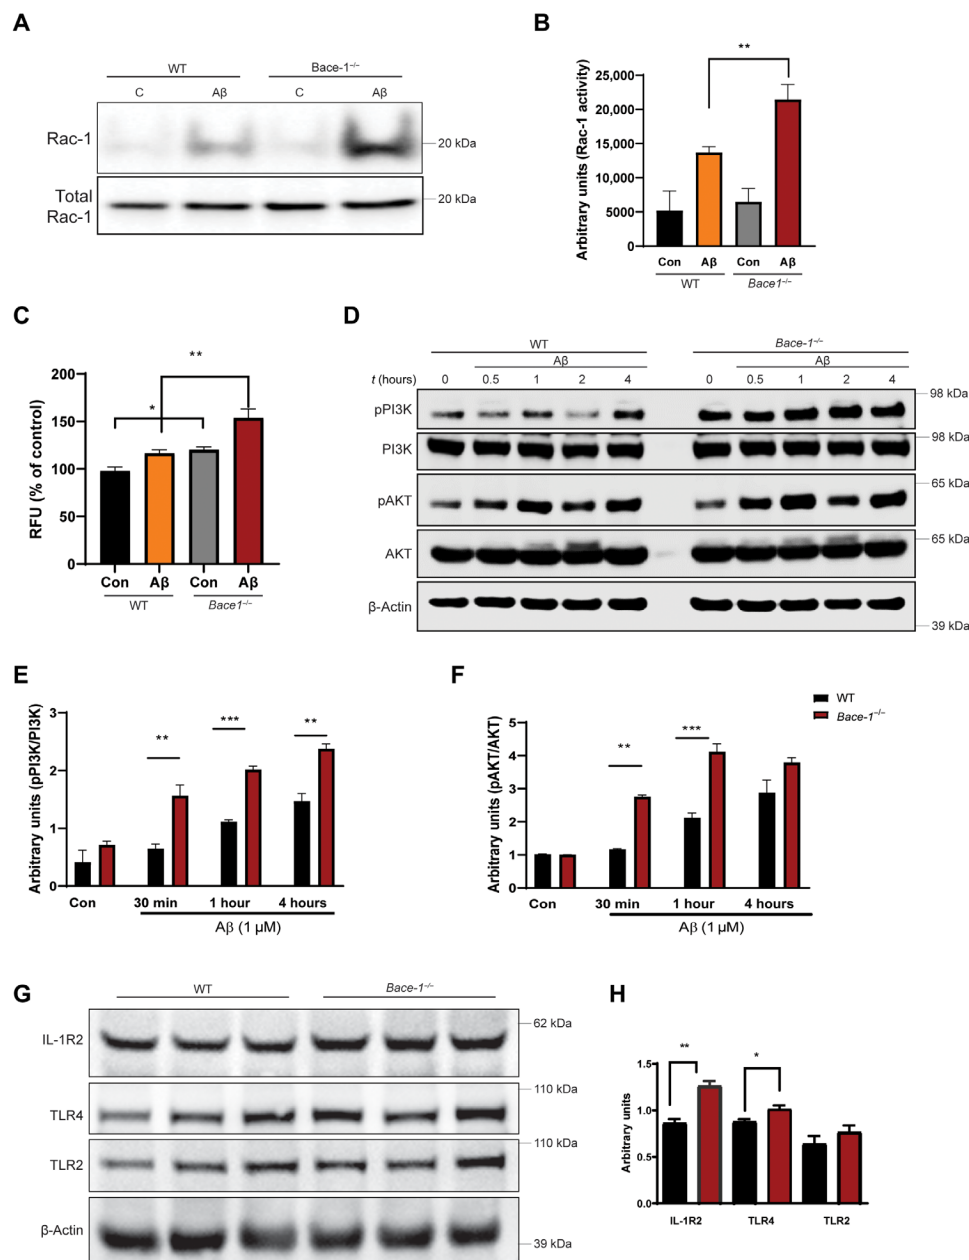 A
WT
Bace-1⁻/⁻
C
Aβ
C
Aβ
Rac-1
20 kDa
Total
Rac-1
20 kDa
B
**
Arbitrary units (Rac-1 activity)
25,000
20,000
15,000
10,000
5000
0
Con
Aβ
Con
Aβ
WT
Bace1⁻/⁻
C
RFU (% of control)
200
150
100
50
0
*
**
Con
Aβ
Con
Aβ
WT
Bace1⁻/⁻
D
WT
Bace-1⁻/⁻
Aβ
Aβ
t (hours)
0 0.5 1 2 4
0 0.5 1 2 4
pPI3K
98 kDa
PI3K
98 kDa
pAKT
65 kDa
AKT
65 kDa
β-Actin
39 kDa
E
Arbitrary units (pPI3K/PI3K)
3
2
1
0
**
***
**
Con
30 min
1 hour
4 hours
Aβ (1 μM)
F
WT
Bace-1⁻/⁻
Arbitrary units (pAKT/AKT)
5
4
3
2
1
0
**
***
Con
30 min
1 hour
4 hours
Aβ (1 μM)
G
WT
Bace-1⁻/⁻
IL-1R2
62 kDa
TLR4
110 kDa
TLR2
110 kDa
β-Actin
39 kDa
H
Arbitrary units
1.5
1.0
0.5
0.0
**
*
IL-1R2
TLR4
TLR2